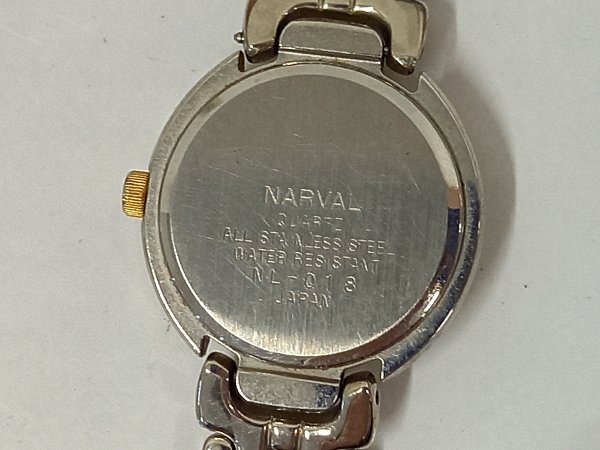 NARVAL
QUARTZ
ALL STAINLESS STEEL
WATER RESISTANT
NL-018
JAPAN